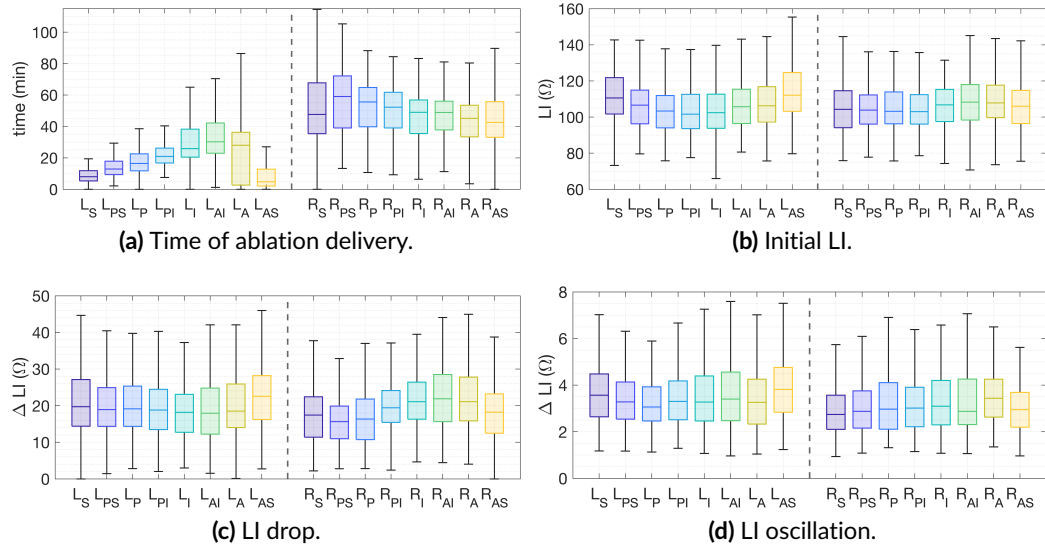 100
80
60
40
20
0
time (min)
L_S L_PS L_P L_PI L_I L_AI L_A L_AS R_S R_PS R_P R_PI R_I R_AI R_A R_AS
(a) Time of ablation delivery.
160
140
120
100
80
60
LI (Ω)
L_S L_PS L_P L_PI L_I L_AI L_A L_AS R_S R_PS R_P R_PI R_I R_AI R_A R_AS
(b) Initial LI.
50
40
30
20
10
0
Δ LI (Ω)
L_S L_PS L_P L_PI L_I L_AI L_A L_AS R_S R_PS R_P R_PI R_I R_AI R_A R_AS
(c) LI drop.
8
6
4
2
0
Δ LI (Ω)
L_S L_PS L_P L_PI L_I L_AI L_A L_AS R_S R_PS R_P R_PI R_I R_AI R_A R_AS
(d) LI oscillation.